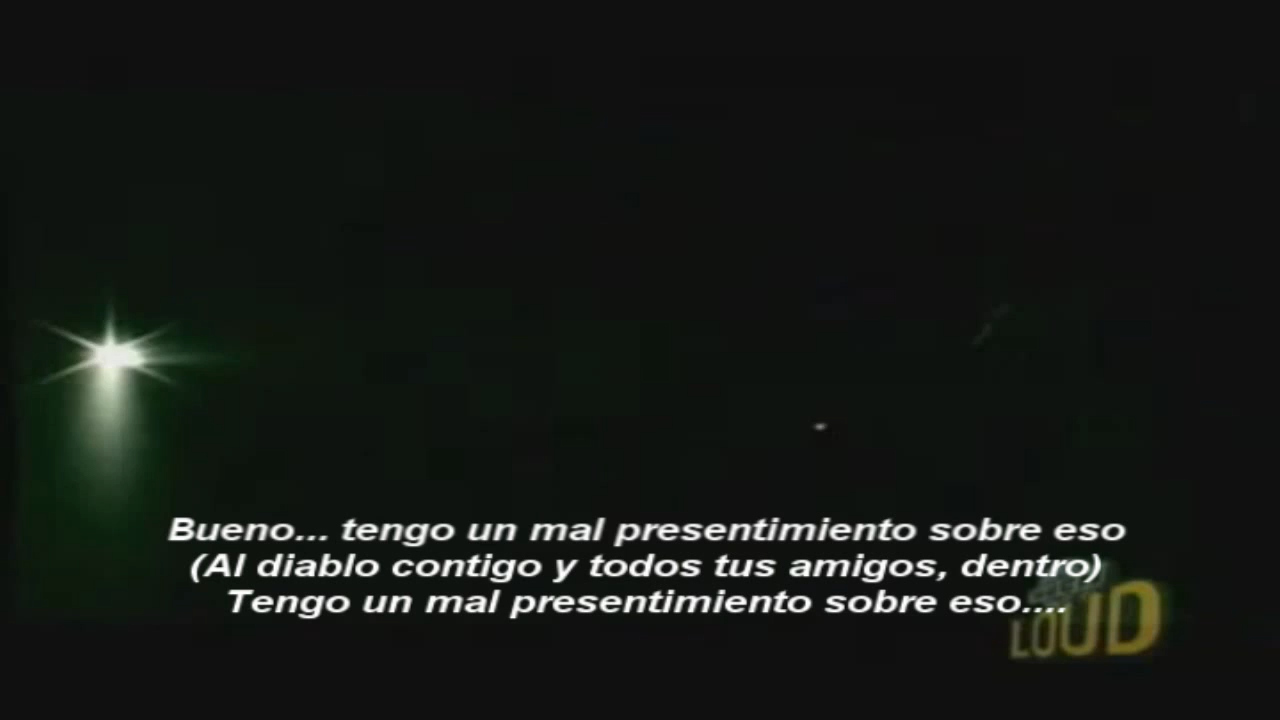 Bueno... tengo un mal presentimiento sobre eso
(Al diablo contigo y todos tus amigos, dentro)
Tengo un mal presentimiento sobre eso....
LOUD